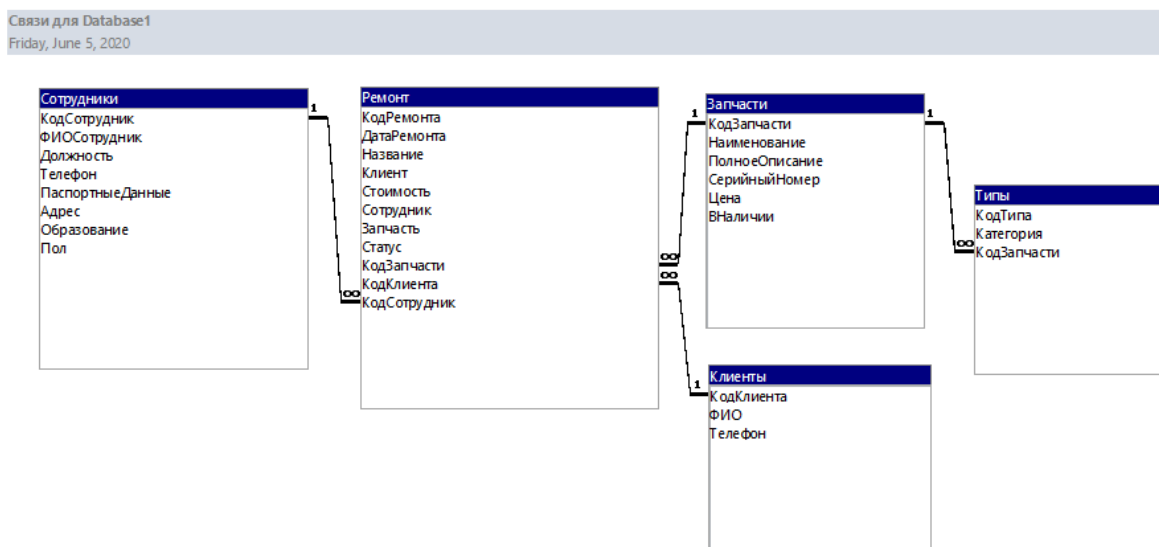 Связи для Database1
Friday, June 5, 2020
Сотрудники
КодСотрудник
ФИОСотрудник
Должность
Телефон
ПаспортныеДанные
Адрес
Образование
Пол
1
∞
Ремонт
КодРемонта
ДатаРемонта
Название
Клиент
Стоимость
Сотрудник
Запчасть
Статус
КодЗапчасти
КодКлиента
КодСотрудник
∞
∞
1
Запчасти
КодЗапчасти
Наименование
ПолноеОписание
СерийныйНомер
Цена
ВНаличии
1
∞
Типы
КодТипа
Категория
КодЗапчасти
1
Клиенты
КодКлиента
ФИО
Телефон